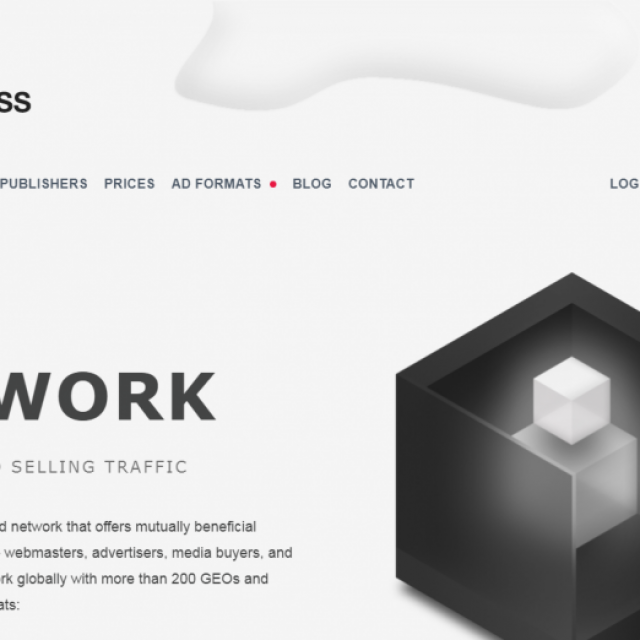 SS
PUBLISHERS PRICES AD FORMATS BLOG CONTACT LOG
WORK
SELLING TRAFFIC
d network that offers mutually beneficial
webmasters, advertisers, media buyers, and
rk globally with more than 200 GEOs and
ats: